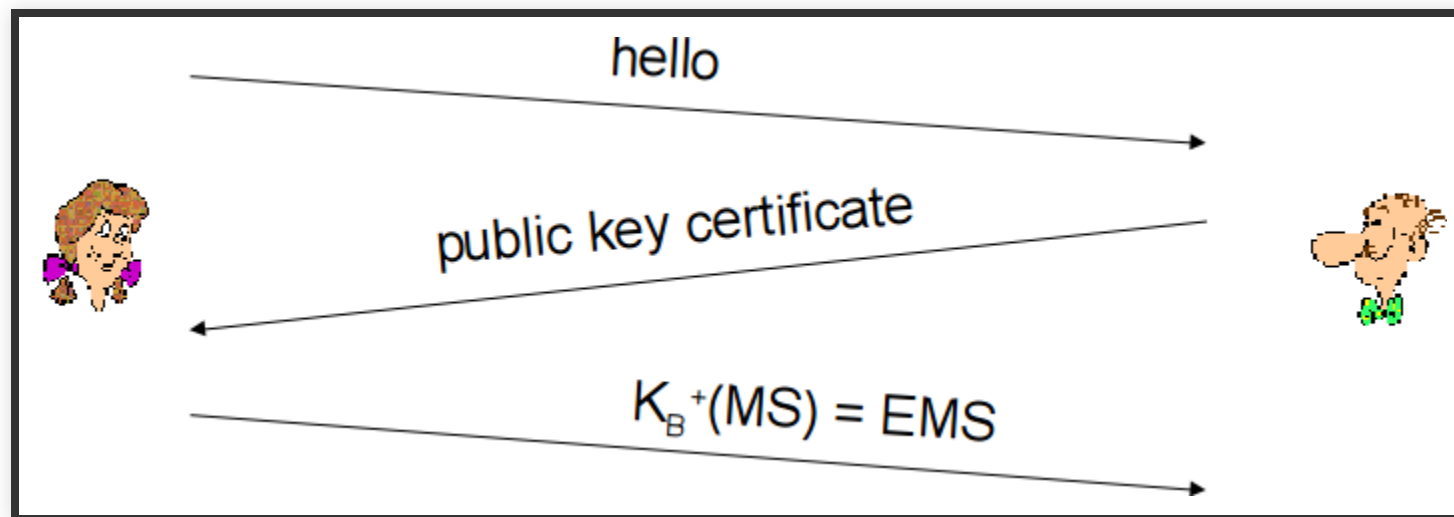 hello
public key certificate
K_B⁺(MS) = EMS